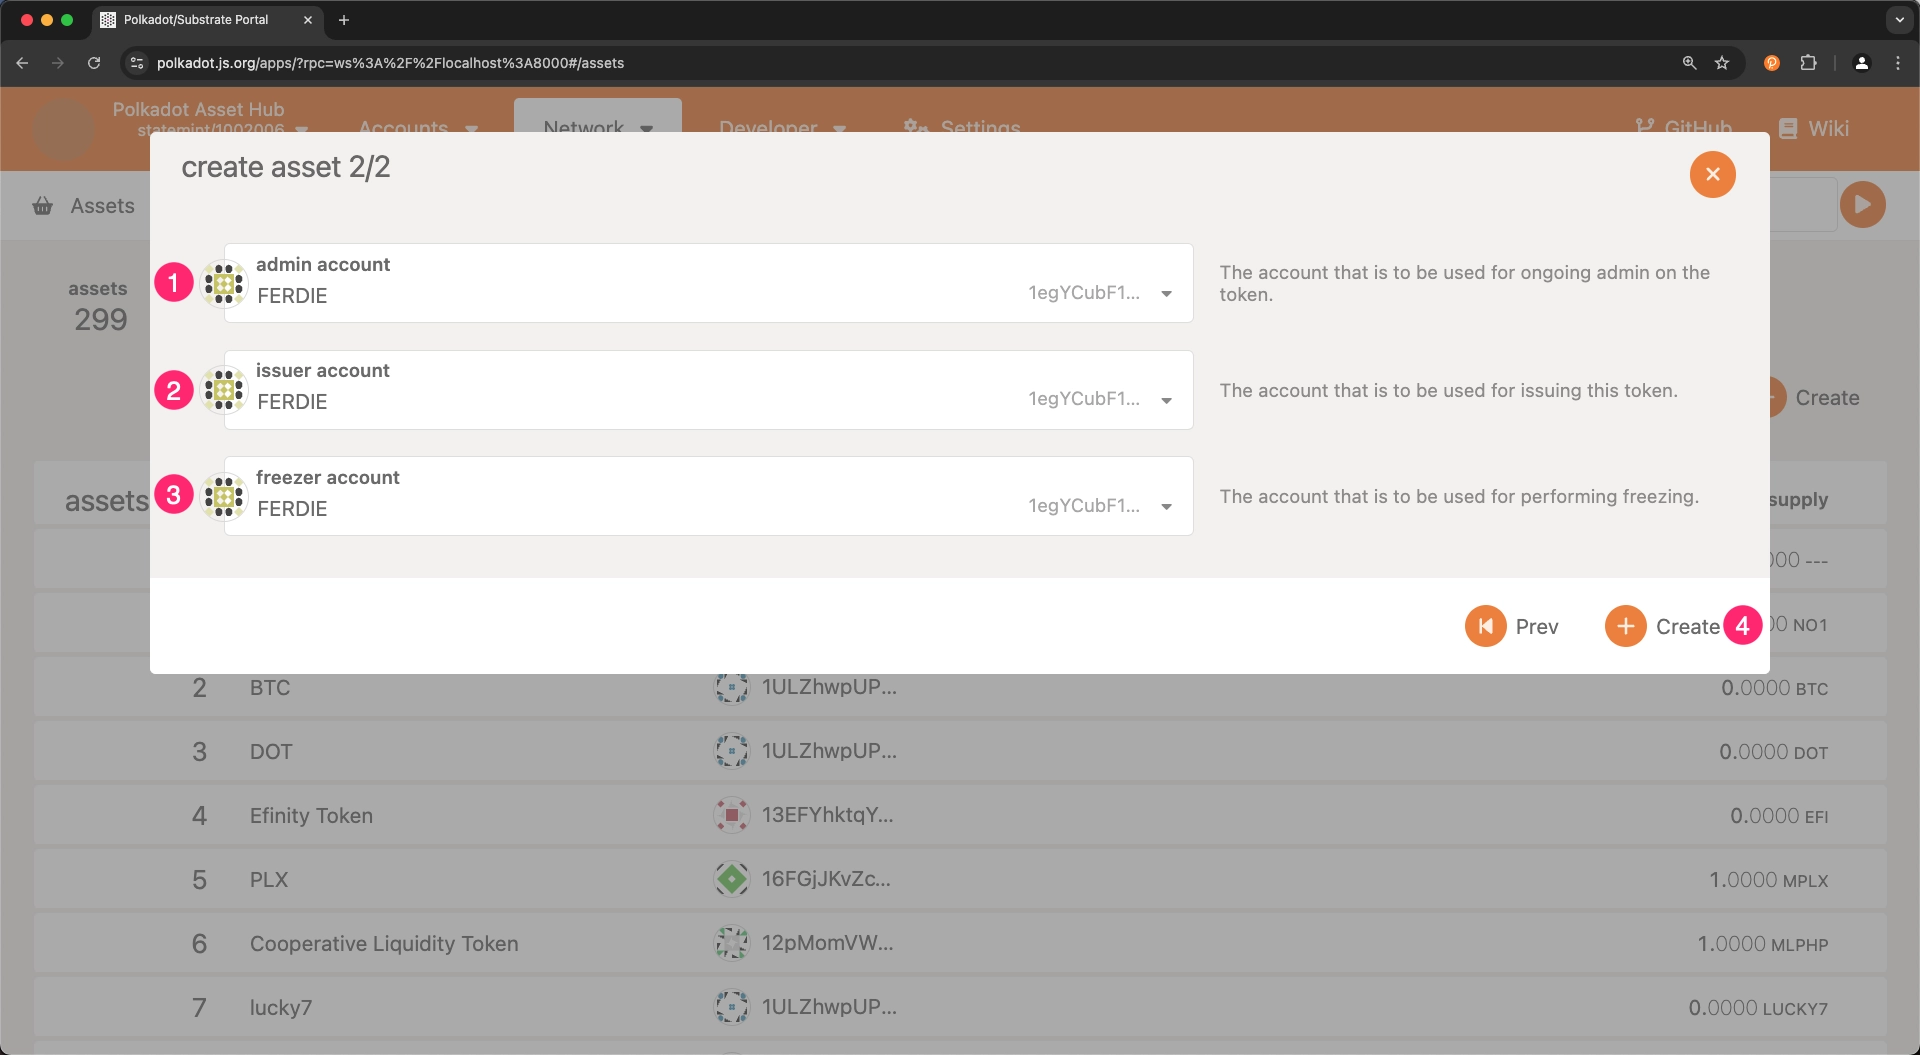 Polkadot/Substrate Portal
polkadot.js.org/apps/?rpc=ws%3A%2F%2Flocalhost%3A8000#/assets
Polkadot Asset Hub
statemint/1002006
Accounts
Network
Developer
Settings
GitHub
Wiki
create asset 2/2
Assets
assets
299
1
admin account
FERDIE
1egYCubF1...
The account that is to be used for ongoing admin on the
token.
2
issuer account
FERDIE
1egYCubF1...
The account that is to be used for issuing this token.
Create
3
freezer account
FERDIE
1egYCubF1...
The account that is to be used for performing freezing.
assets
supply
00 ---
Prev
Create
4
0 NO1
2 BTC 1ULZhwpUP... 0.0000 BTC
3 DOT 1ULZhwpUP... 0.0000 DOT
4 Efinity Token 13EFYhktqY... 0.0000 EFI
5 PLX 16FGjJKvZc... 1.0000 MPLX
6 Cooperative Liquidity Token 12pMomVW... 1.0000 MLPHP
7 lucky7 1ULZhwpUP... 0.0000 LUCKY7